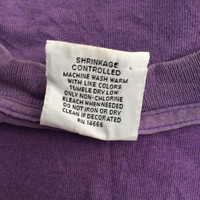 SHRINKAGE
CONTROLLED
MACHINE WASH WARM
WITH LIKE COLORS
TUMBLE DRY LOW
ONLY NON-CHLORINE
BLEACH WHEN NEEDED
DO NOT IRON OR DRY
CLEAN IF DECORATED
RN 14566